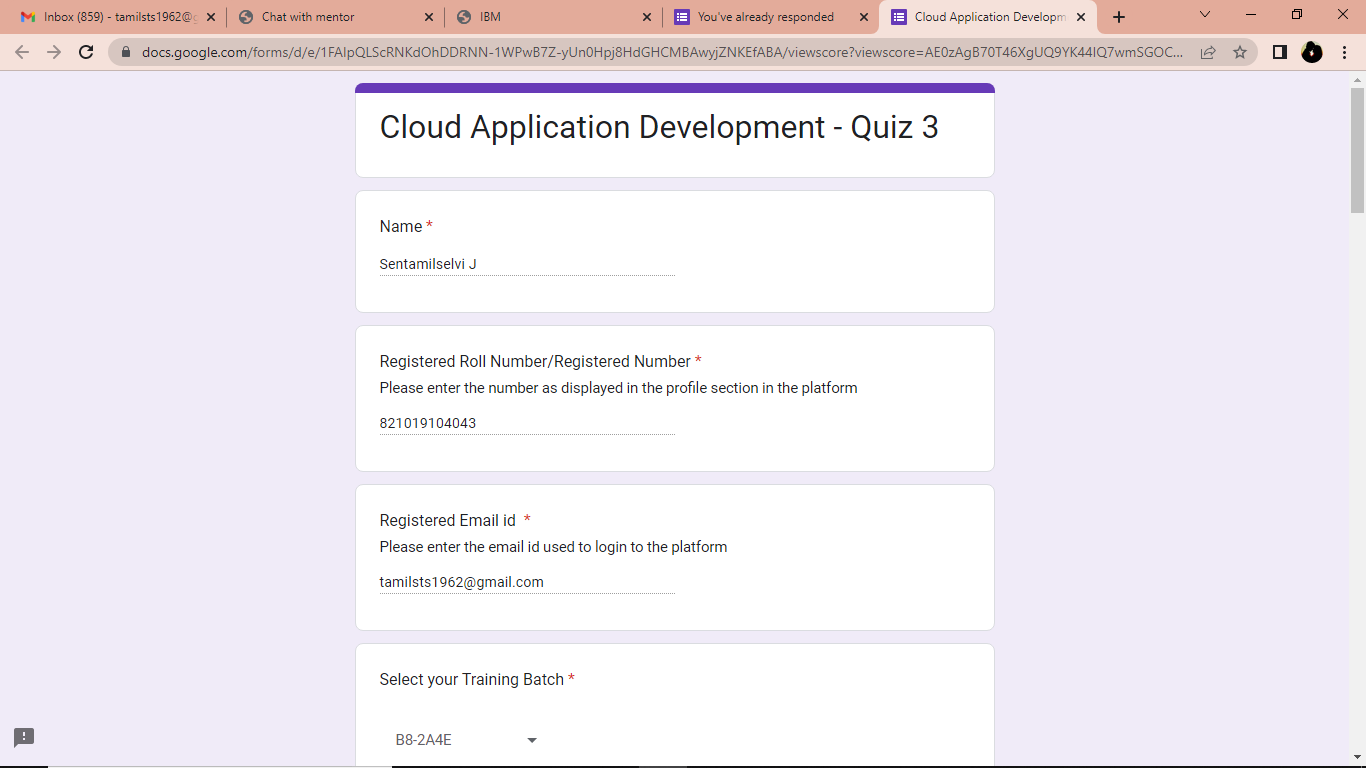 Inbox (859) - tamilsts1962@g
Chat with mentor
IBM
You've already responded
Cloud Application Developm
docs.google.com/forms/d/e/1FAIpQLScRNKdOhDDRNN-1WPwB7Z-yUn0Hpj8HdGHCMBAwyjZNKEfABA/viewscore?viewscore=AE0zAgB70T46XgUQ9YK44IQ7wmSGOC...
Cloud Application Development - Quiz 3
Name *
Sentamilselvi J
Registered Roll Number/Registered Number *
Please enter the number as displayed in the profile section in the platform
821019104043
Registered Email id *
Please enter the email id used to login to the platform
tamilsts1962@gmail.com
Select your Training Batch *
B8-2A4E